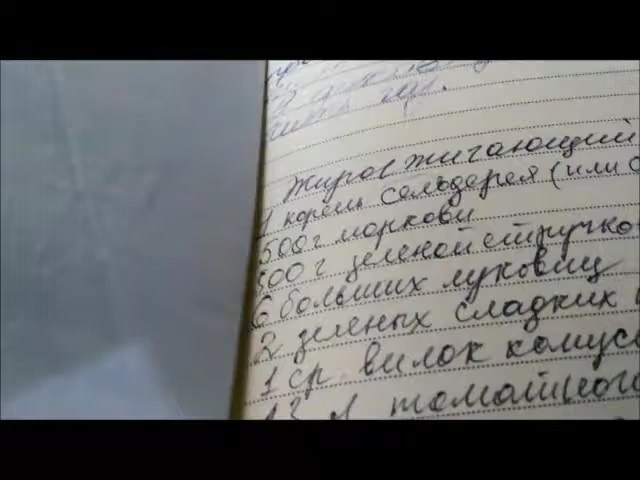 Жиросжигающий
1 корень сельдерея (или с
500 г моркови
500 г зеленой стручко
6 больших луковиц
2 зеленых сладких
1 ср. вилок капус
л томатного